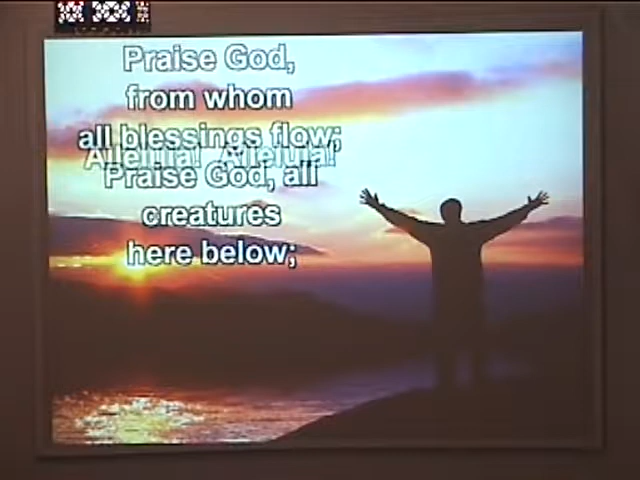 Praise God,
from whom
all blessings flow;
Alleluia! Alleluia!
Praise God, all
creatures
here below;